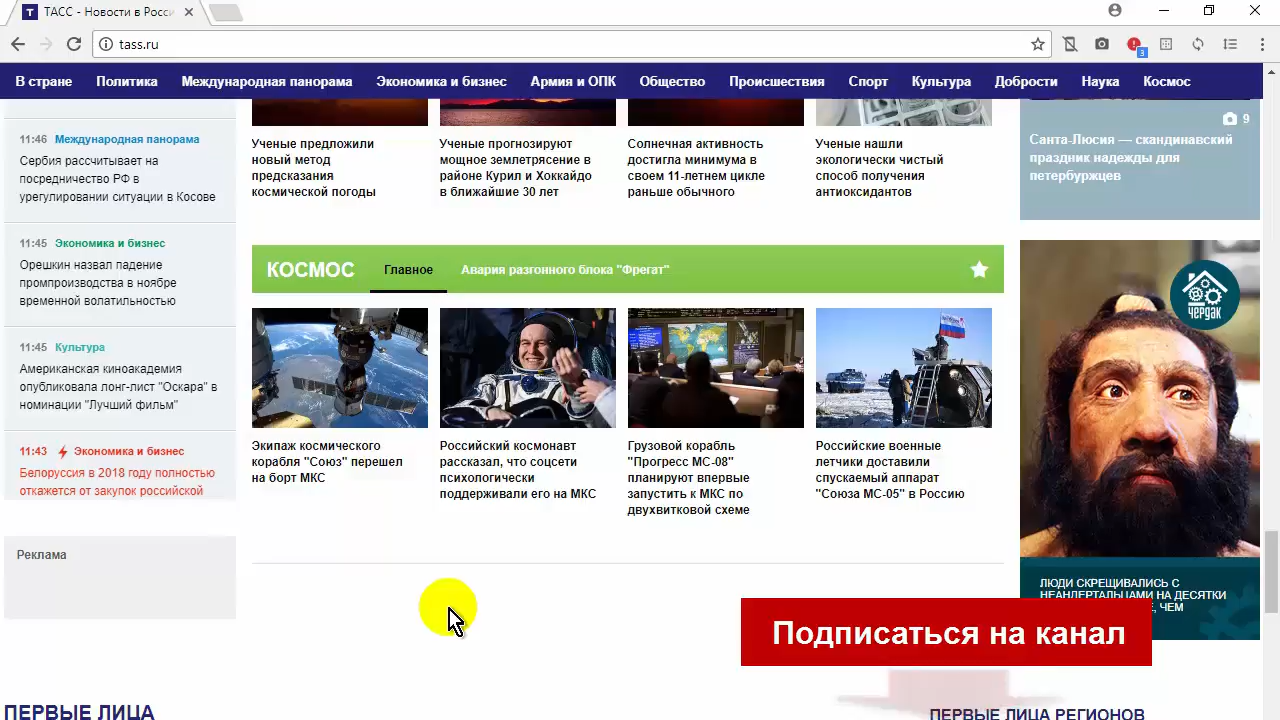 ТАСС - Новости в Росси
tass.ru
3
В стране
Политика
Международная панорама
Экономика и бизнес
Армия и ОПК
Общество
Происшествия
Спорт
Культура
Добрости
Наука
Космос
11:46 Международная панорама
Сербия рассчитывает на
посредничество РФ в
урегулировании ситуации в Косове
11:45 Экономика и бизнес
Орешкин назвал падение
промпроизводства в ноябре
временной волатильностью
11:45 Культура
Американская киноакадемия
опубликовала лонг-лист "Оскара" в
номинации "Лучший фильм"
11:43 Экономика и бизнес
Белоруссия в 2018 году полностью
откажется от закупок российской
Реклама
Ученые предложили
новый метод
предсказания
космической погоды
Ученые прогнозируют
мощное землетрясение в
районе Курил и Хоккайдо
в ближайшие 30 лет
Солнечная активность
достигла минимума в
своем 11-летнем цикле
раньше обычного
Ученые нашли
экологически чистый
способ получения
антиоксидантов
КОСМОС
Главное
Авария разгонного блока "Фрегат"
Экипаж космического
корабля "Союз" перешел
на борт МКС
Российский космонавт
рассказал, что соцсети
психологически
поддерживали его на МКС
Грузовой корабль
"Прогресс МС-08"
планируют впервые
запустить к МКС по
двухвитковой схеме
Российские военные
летчики доставили
спускаемый аппарат
"Союза МС-05" в Россию
9
Санта-Люсия — скандинавский
праздник надежды для
петербуржцев
чердак
ЛЮДИ СКРЕЩИВАЛИСЬ С
НЕАНДЕРТАЛЬЦАМИ НА ДЕСЯТКИ
ЧЕМ
Подписаться на канал
ПЕРВЫЕ ЛИЦА
ПЕРВЫЕ ЛИЦА РЕГИОНОВ